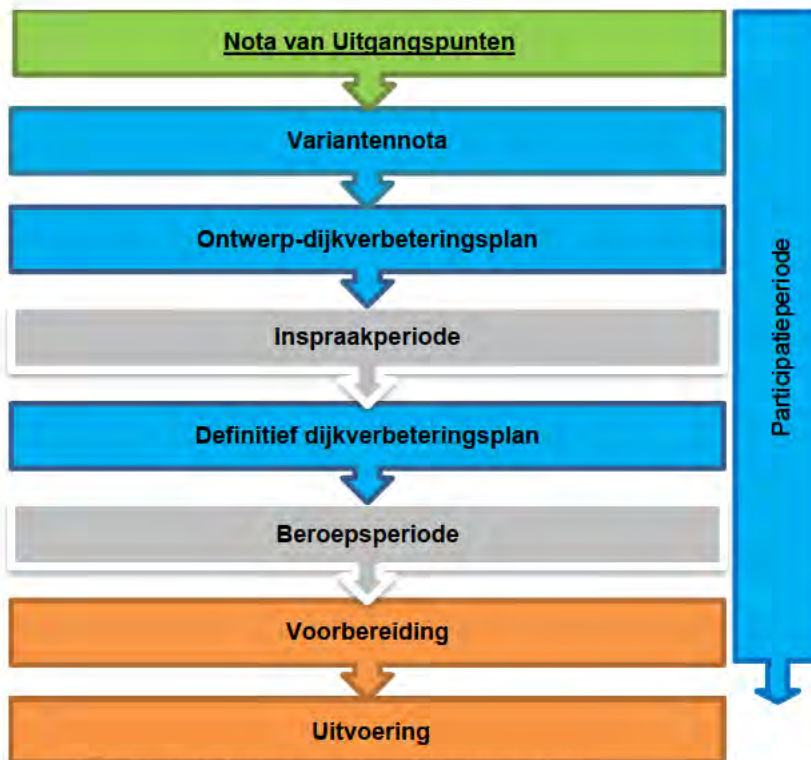 Nota van Uitgangspunten
Variantennota
Ontwerp-dijkverbeteringsplan
Inspraakperiode
Definitief dijkverbeteringsplan
Beroepsperiode
Voorbereiding
Uitvoering
Participatieperiode